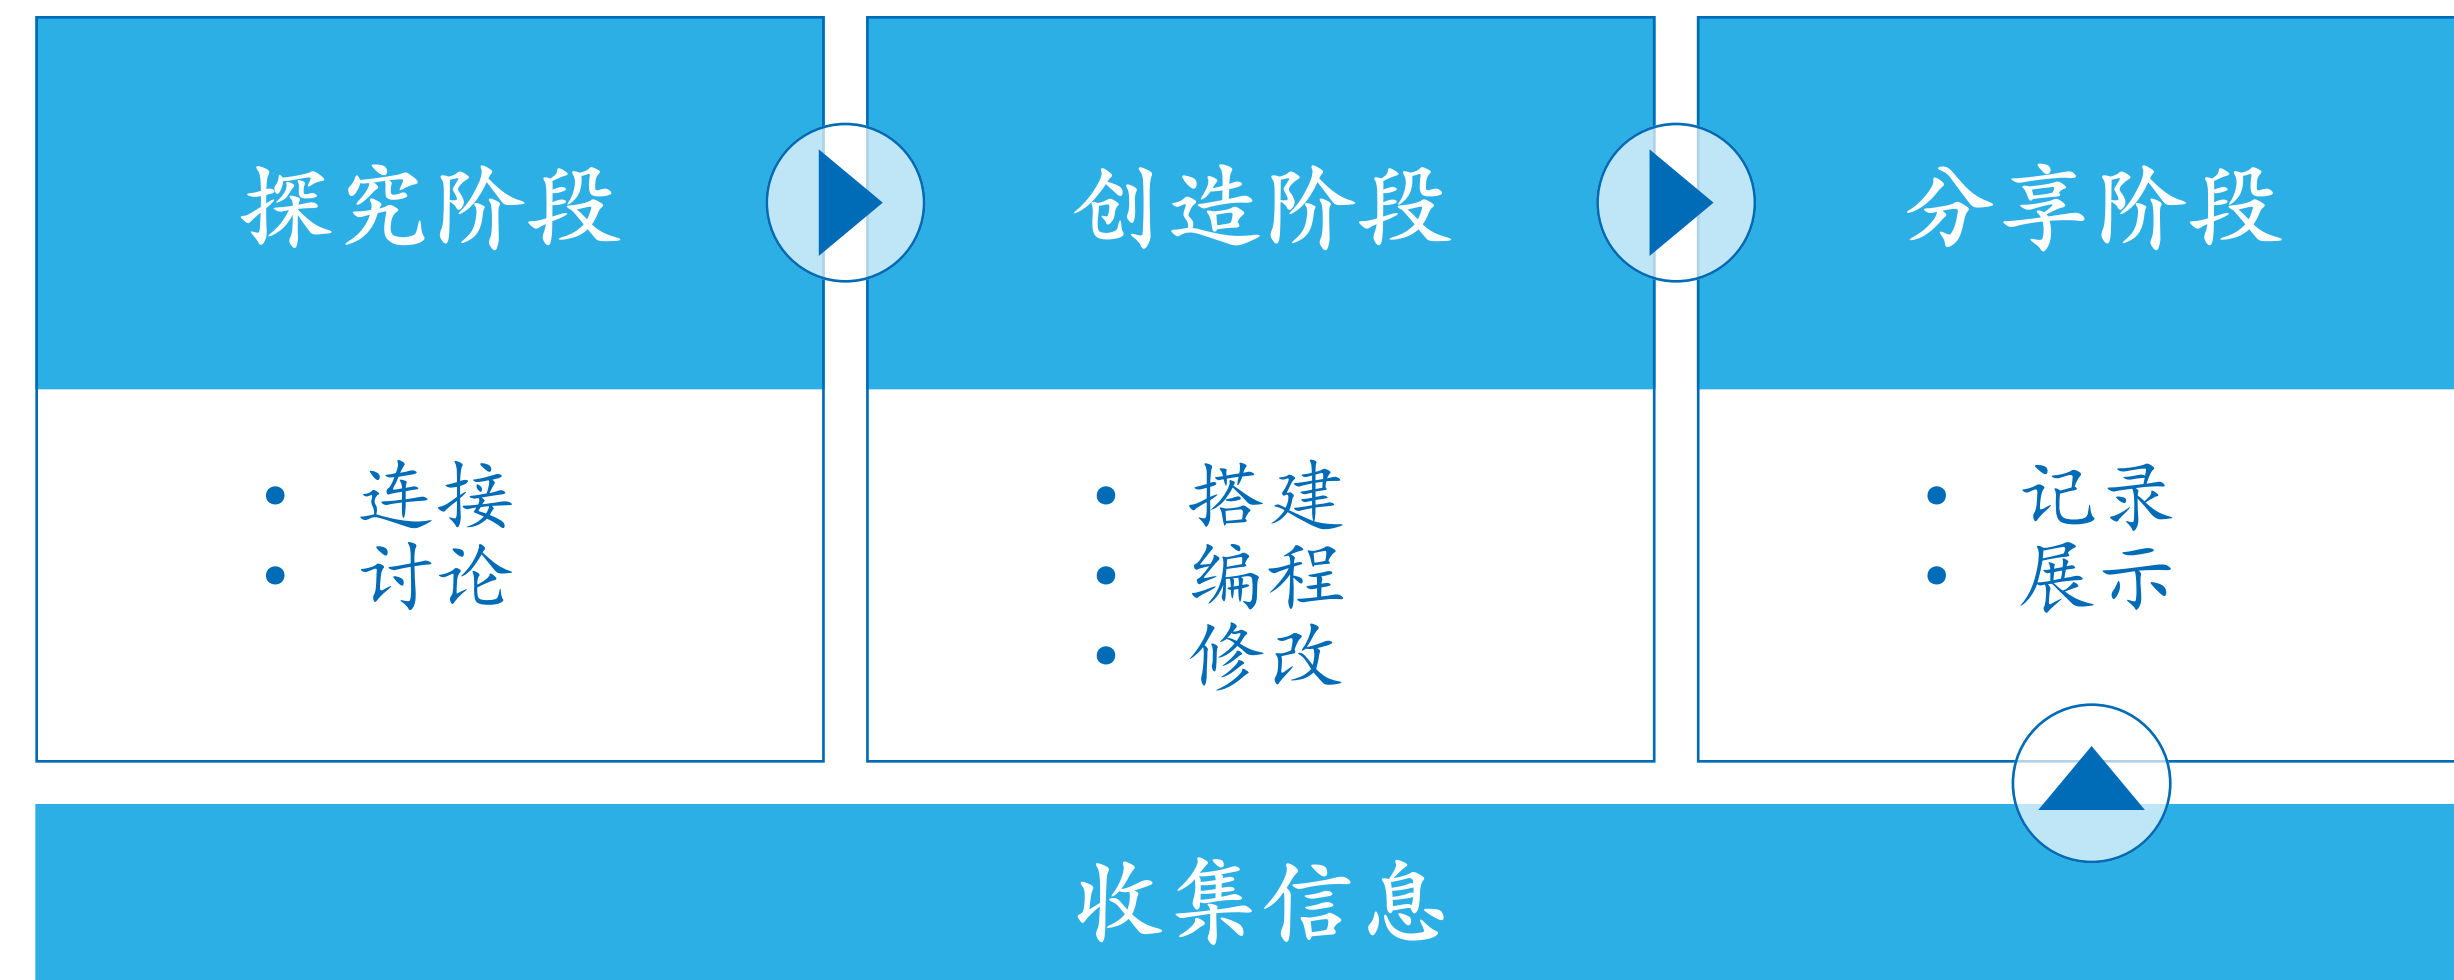 探究阶段
• 连接
• 讨论
创造阶段
• 搭建
• 编程
• 修改
分享阶段
• 记录
• 展示
收集信息